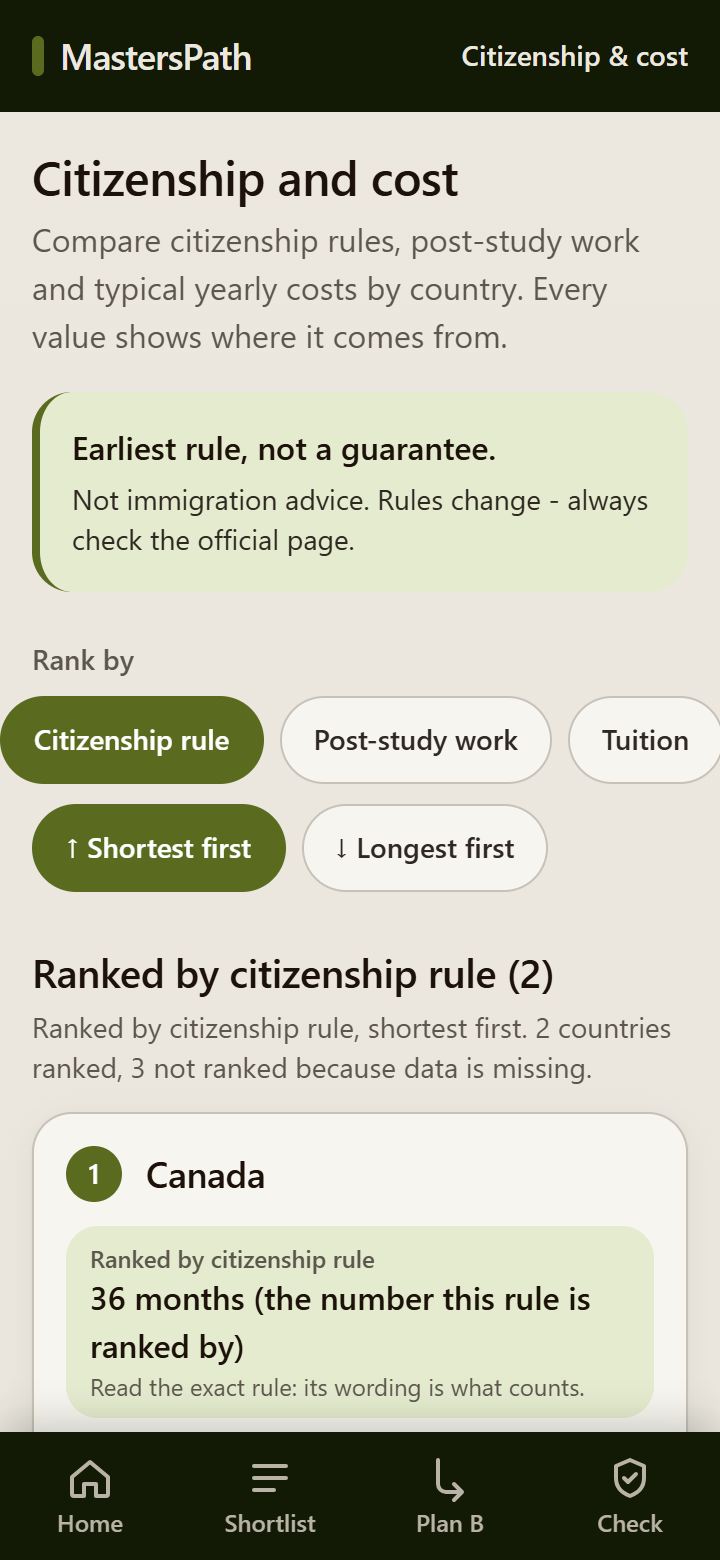 MastersPath
Citizenship & cost
Citizenship and cost
Compare citizenship rules, post-study work
and typical yearly costs by country. Every
value shows where it comes from.
Earliest rule, not a guarantee.
Not immigration advice. Rules change - always
check the official page.
Rank by
Citizenship rule
Post-study work
Tuition
↑ Shortest first
↓ Longest first
Ranked by citizenship rule (2)
Ranked by citizenship rule, shortest first. 2 countries
ranked, 3 not ranked because data is missing.
1
Canada
Ranked by citizenship rule
36 months (the number this rule is
ranked by)
Read the exact rule: its wording is what counts.
Home
Shortlist
Plan B
Check